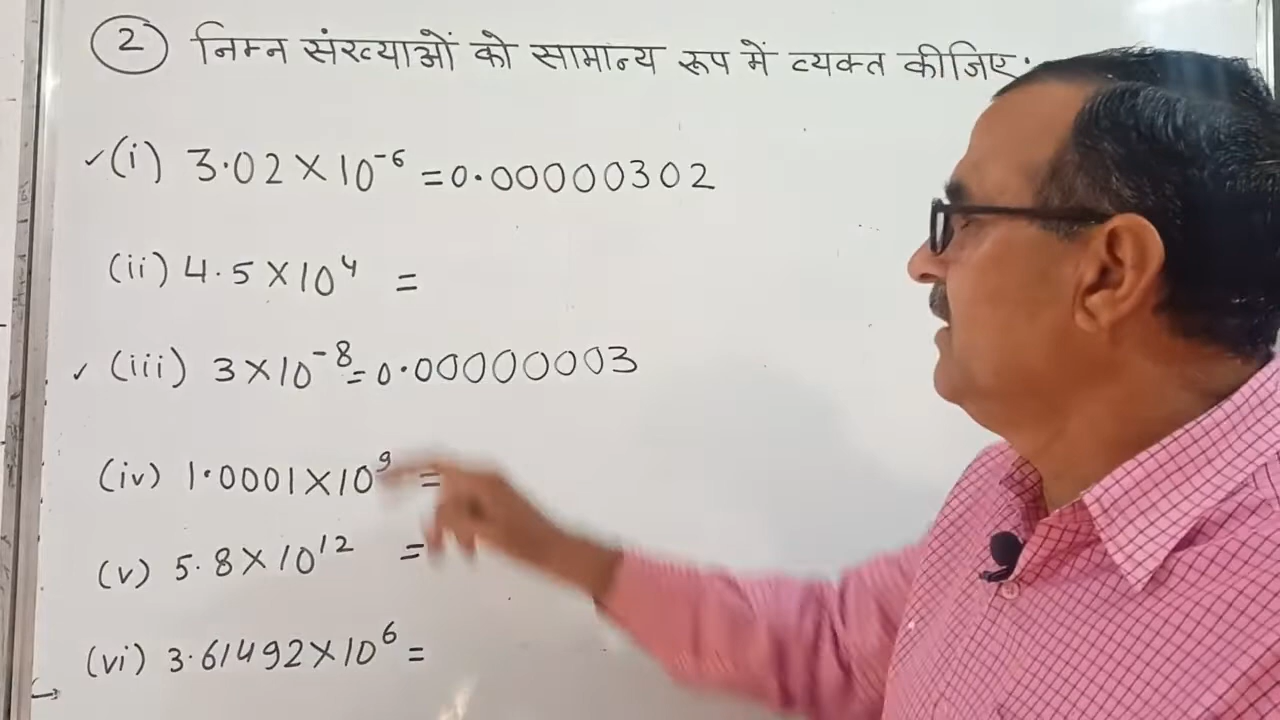 2 निम्न संख्याओं को सामान्य रूप में व्यक्त कीजिए:
✓(i) 3.02 × 10⁻⁶ = 0.00000302
(ii) 4.5 × 10⁴ =
✓ (iii) 3 × 10⁻⁸ = 0.00000003
(iv) 1.0001 × 10⁹ =
(v) 5.8 × 10¹² =
(vi) 3.61492 × 10⁶ =